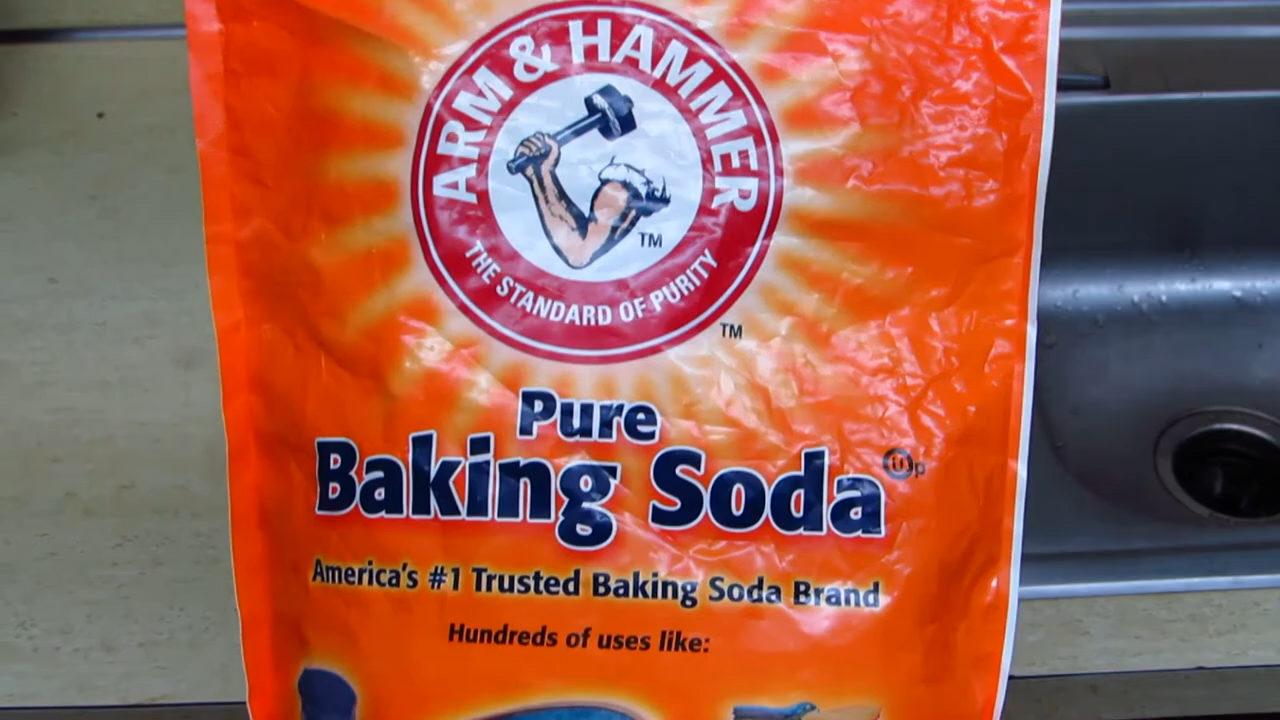 ARM & HAMMER
THE STANDARD OF PURITY
TM
TM
Pure
Baking Soda
Up
America's #1 Trusted Baking Soda Brand
Hundreds of uses like: